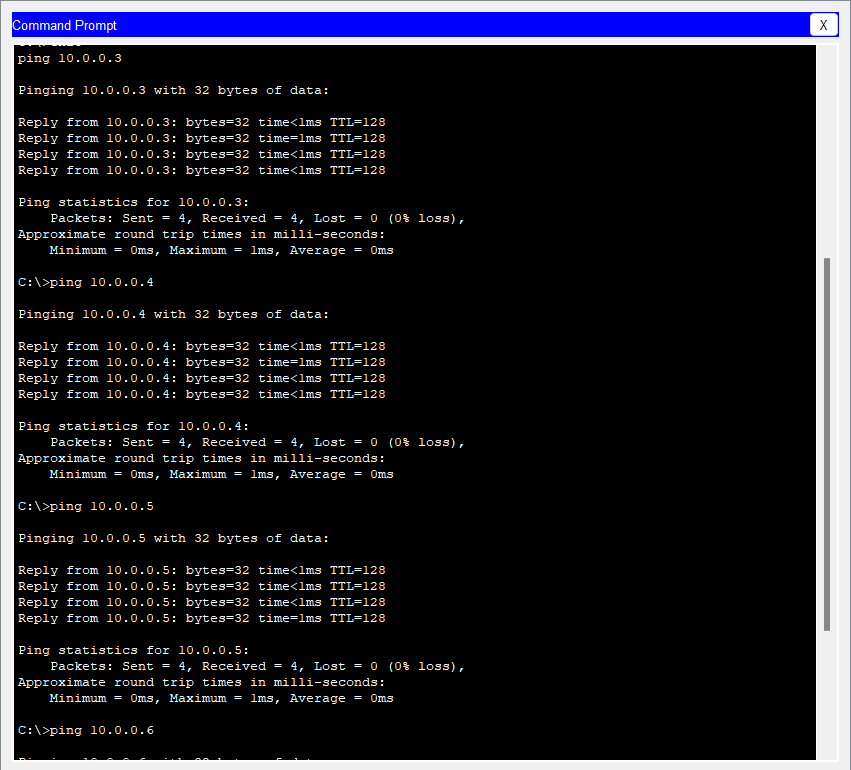 Command Prompt
X
ping 10.0.0.3
Pinging 10.0.0.3 with 32 bytes of data:
Reply from 10.0.0.3: bytes=32 time<1ms TTL=128
Reply from 10.0.0.3: bytes=32 time=1ms TTL=128
Reply from 10.0.0.3: bytes=32 time<1ms TTL=128
Reply from 10.0.0.3: bytes=32 time<1ms TTL=128
Ping statistics for 10.0.0.3:
Packets: Sent = 4, Received = 4, Lost = 0 (0% loss),
Approximate round trip times in milli-seconds:
Minimum = 0ms, Maximum = 1ms, Average = 0ms
C:\>ping 10.0.0.4
Pinging 10.0.0.4 with 32 bytes of data:
Reply from 10.0.0.4: bytes=32 time<1ms TTL=128
Reply from 10.0.0.4: bytes=32 time=1ms TTL=128
Reply from 10.0.0.4: bytes=32 time<1ms TTL=128
Reply from 10.0.0.4: bytes=32 time<1ms TTL=128
Ping statistics for 10.0.0.4:
Packets: Sent = 4, Received = 4, Lost = 0 (0% loss),
Approximate round trip times in milli-seconds:
Minimum = 0ms, Maximum = 1ms, Average = 0ms
C:\>ping 10.0.0.5
Pinging 10.0.0.5 with 32 bytes of data:
Reply from 10.0.0.5: bytes=32 time<1ms TTL=128
Reply from 10.0.0.5: bytes=32 time<1ms TTL=128
Reply from 10.0.0.5: bytes=32 time<1ms TTL=128
Reply from 10.0.0.5: bytes=32 time=1ms TTL=128
Ping statistics for 10.0.0.5:
Packets: Sent = 4, Received = 4, Lost = 0 (0% loss),
Approximate round trip times in milli-seconds:
Minimum = 0ms, Maximum = 1ms, Average = 0ms
C:\>ping 10.0.0.6